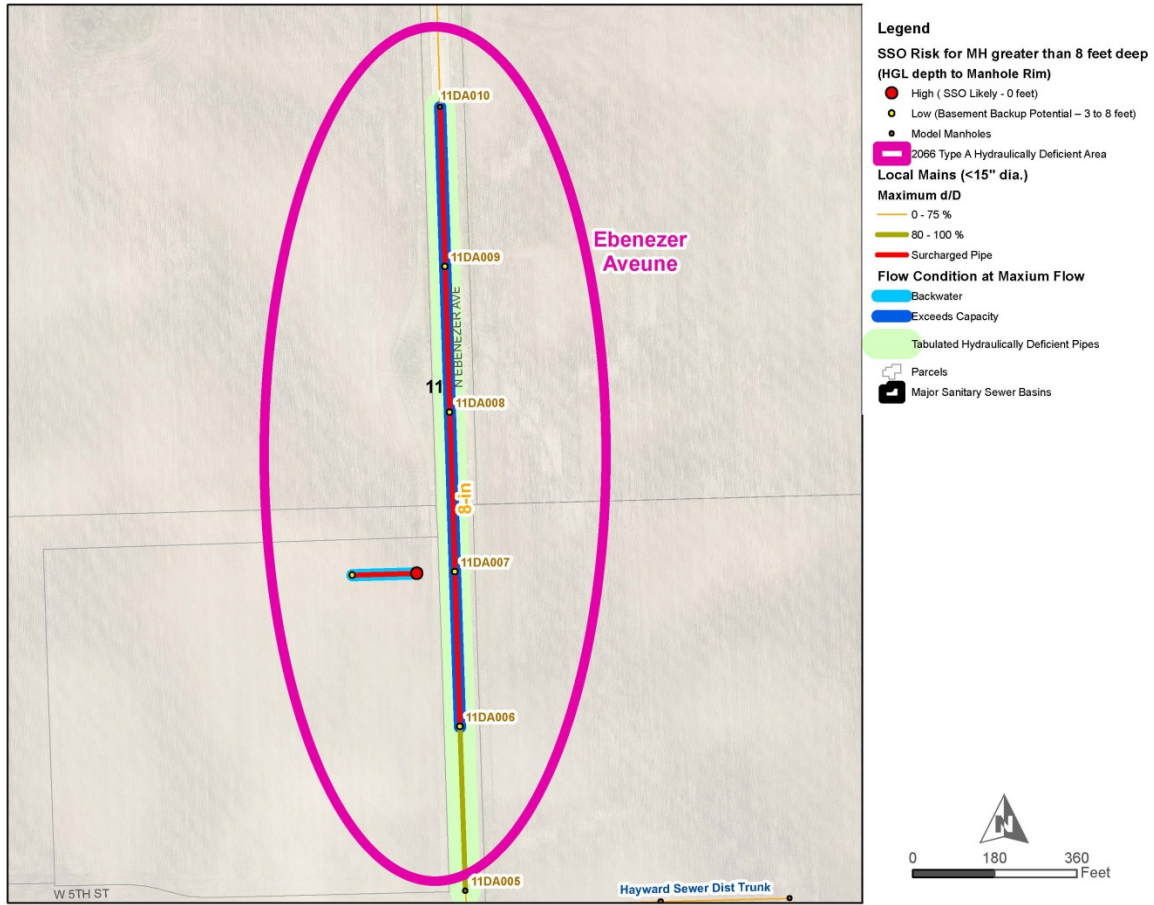 11DA010
11DA009
Ebenezer
Aveune
N EBENEZER AVE
11
11DA008
8-in
11DA007
11DA006
11DA005
W 5TH ST
Hayward Sewer Dist Trunk
Legend
SSO Risk for MH greater than 8 feet deep
(HGL depth to Manhole Rim)
High ( SSO Likely - 0 feet)
Low (Basement Backup Potential – 3 to 8 feet)
Model Manholes
2066 Type A Hydraulically Deficient Area
Local Mains (<15" dia.)
Maximum d/D
0 - 75 %
80 - 100 %
Surcharged Pipe
Flow Condition at Maxium Flow
Backwater
Exceeds Capacity
Tabulated Hydraulically Deficient Pipes
Parcels
Major Sanitary Sewer Basins
N
0 180 360
Feet